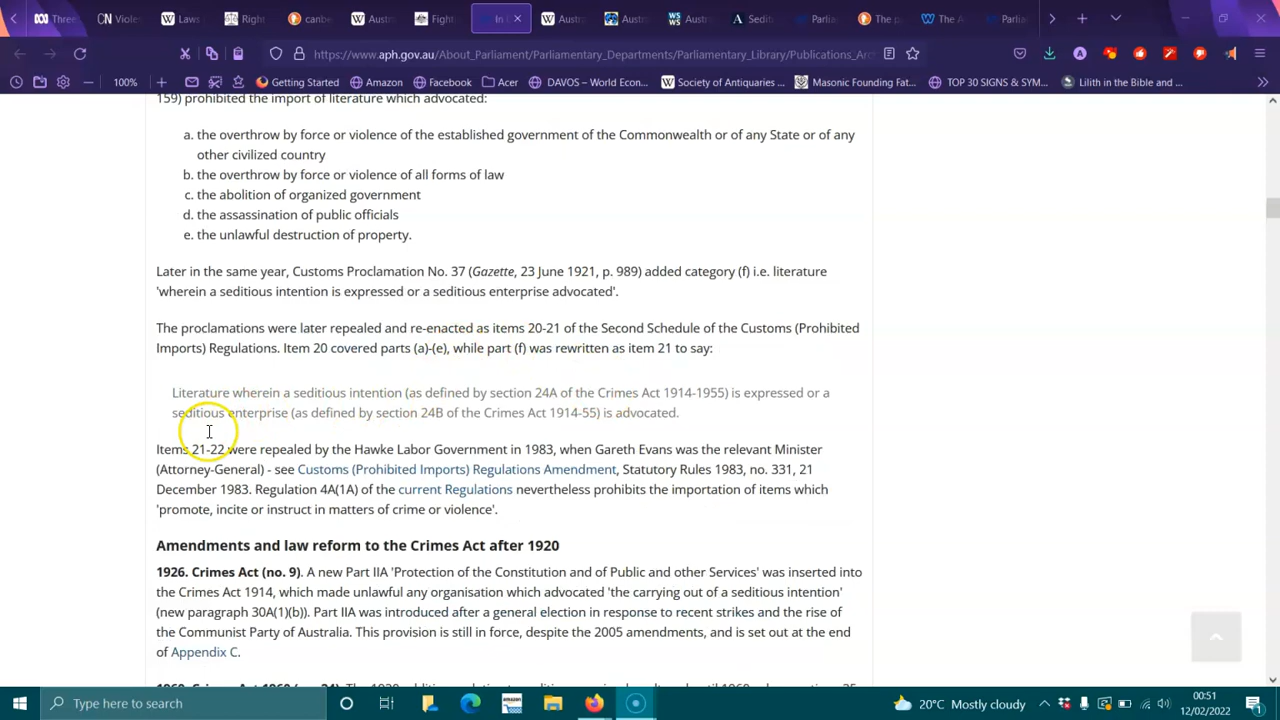 Three
CN Violes
Laws
Right
canbe
Austr
Fight
In C
Austr
Austr
Austr
Sedit
Parlia
The p
The A
Parlia
https://www.aph.gov.au/About_Parliament/Parliamentary_Departments/Parliamentary_Library/Publications_Arc
100%
Getting Started
Amazon
Facebook
Acer
DAVOS – World Econ...
Society of Antiquaries ...
Masonic Founding Fat...
TOP 30 SIGNS & SYM...
Lilith in the Bible and ...
159) prohibited the import of literature which advocated:
a. the overthrow by force or violence of the established government of the Commonwealth or of any State or of any
other civilized country
b. the overthrow by force or violence of all forms of law
c. the abolition of organized government
d. the assassination of public officials
e. the unlawful destruction of property.
Later in the same year, Customs Proclamation No. 37 (Gazette, 23 June 1921, p. 989) added category (f) i.e. literature
'wherein a seditious intention is expressed or a seditious enterprise advocated'.
The proclamations were later repealed and re-enacted as items 20-21 of the Second Schedule of the Customs (Prohibited
Imports) Regulations. Item 20 covered parts (a)-(e), while part (f) was rewritten as item 21 to say:
Literature wherein a seditious intention (as defined by section 24A of the Crimes Act 1914-1955) is expressed or a
seditious enterprise (as defined by section 24B of the Crimes Act 1914-55) is advocated.
Items 21-22 were repealed by the Hawke Labor Government in 1983, when Gareth Evans was the relevant Minister
(Attorney-General) - see Customs (Prohibited Imports) Regulations Amendment, Statutory Rules 1983, no. 331, 21
December 1983. Regulation 4A(1A) of the current Regulations nevertheless prohibits the importation of items which
'promote, incite or instruct in matters of crime or violence'.
Amendments and law reform to the Crimes Act after 1920
1926. Crimes Act (no. 9). A new Part IIA 'Protection of the Constitution and of Public and other Services' was inserted into
the Crimes Act 1914, which made unlawful any organisation which advocated 'the carrying out of a seditious intention'
(new paragraph 30A(1)(b)). Part IIA was introduced after a general election in response to recent strikes and the rise of
the Communist Party of Australia. This provision is still in force, despite the 2005 amendments, and is set out at the end
of Appendix C.
Type here to search
20°C Mostly cloudy
00:51
12/02/2022